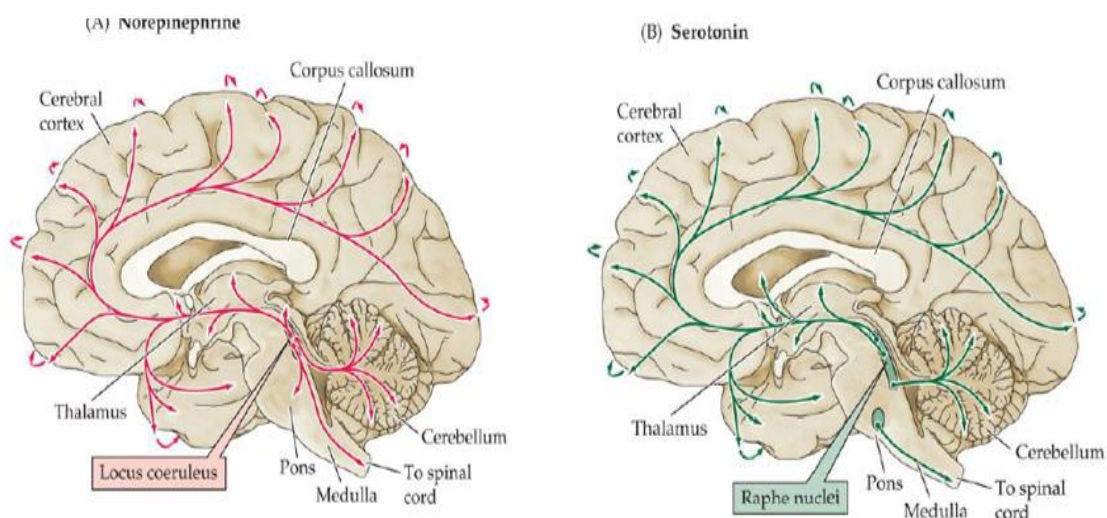 (A) Norepinephrine
Corpus callosum
Cerebral
cortex
Thalamus
Locus coeruleus
Pons
Medulla
Cerebellum
To spinal
cord
(B) Serotonin
Corpus callosum
Cerebral
cortex
Thalamus
Raphe nuclei
Pons
Medulla
Cerebellum
To spinal
cord